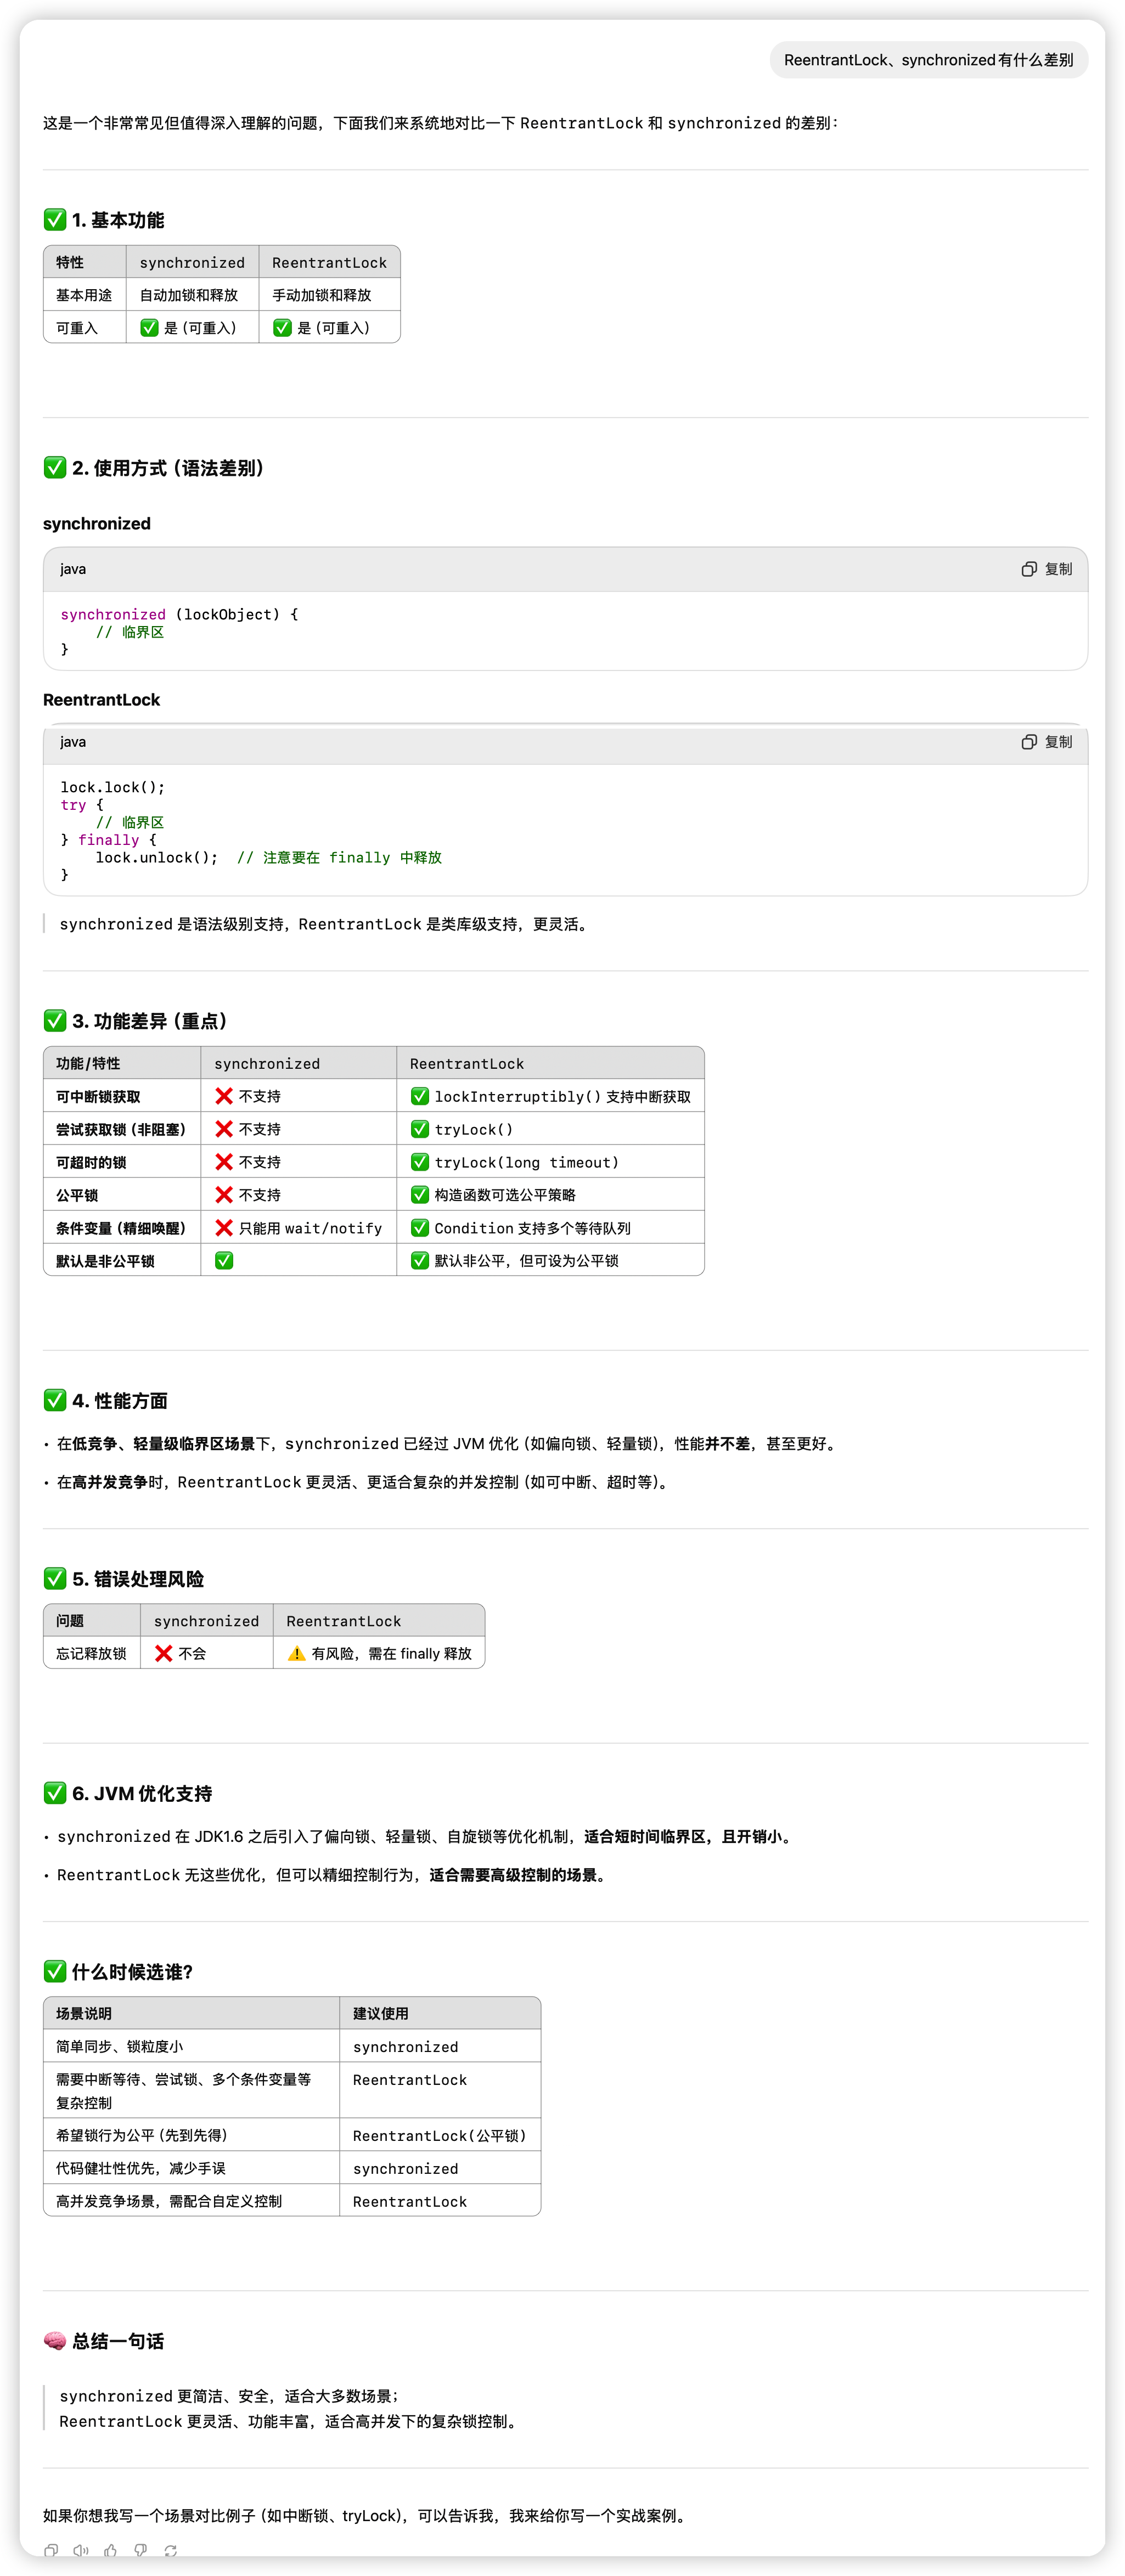 ReentrantLock、synchronized有什么差别
这是一个非常常见但值得深入理解的问题，下面我们来系统地对比一下 ReentrantLock 和 synchronized 的差别：
✅ 1. 基本功能
特性 synchronized ReentrantLock
基本用途 自动加锁和释放 手动加锁和释放
可重入 ✅ 是（可重入） ✅ 是（可重入）
✅ 2. 使用方式（语法差别）
synchronized
java 复制
synchronized (lockObject) {
    // 临界区
}
ReentrantLock
java 复制
lock.lock();
try {
    // 临界区
} finally {
    lock.unlock();  // 注意要在 finally 中释放
}
synchronized 是语法级别支持，ReentrantLock 是类库级支持，更灵活。
✅ 3. 功能差异（重点）
功能/特性 synchronized ReentrantLock
可中断锁获取 ❌ 不支持 ✅ lockInterruptibly() 支持中断获取
尝试获取锁（非阻塞） ❌ 不支持 ✅ tryLock()
可超时的锁 ❌ 不支持 ✅ tryLock(long timeout)
公平锁 ❌ 不支持 ✅ 构造函数可选公平策略
条件变量（精细唤醒） ❌ 只能用 wait/notify ✅ Condition 支持多个等待队列
默认是非公平锁 ✅ ✅ 默认非公平，但可设为公平锁
✅ 4. 性能方面
• 在低竞争、轻量级临界区场景下，synchronized 已经过 JVM 优化（如偏向锁、轻量锁），性能并不差，甚至更好。
• 在高并发竞争时，ReentrantLock 更灵活、更适合复杂的并发控制（如可中断、超时等）。
✅ 5. 错误处理风险
问题 synchronized ReentrantLock
忘记释放锁 ❌ 不会 ⚠️ 有风险，需在 finally 释放
✅ 6. JVM 优化支持
• synchronized 在 JDK1.6 之后引入了偏向锁、轻量锁、自旋锁等优化机制，适合短时间临界区，且开销小。
• ReentrantLock 无这些优化，但可以精细控制行为，适合需要高级控制的场景。
✅ 什么时候选谁？
场景说明 建议使用
简单同步、锁粒度小 synchronized
需要中断等待、尝试锁、多个条件变量等 ReentrantLock
复杂控制
希望锁行为公平（先到先得） ReentrantLock(公平锁)
代码健壮性优先，减少手误 synchronized
高并发竞争场景，需配合自定义控制 ReentrantLock
🧠 总结一句话
synchronized 更简洁、安全，适合大多数场景；
ReentrantLock 更灵活、功能丰富，适合高并发下的复杂锁控制。
如果你想我写一个场景对比例子（如中断锁、tryLock），可以告诉我，我来给你写一个实战案例。